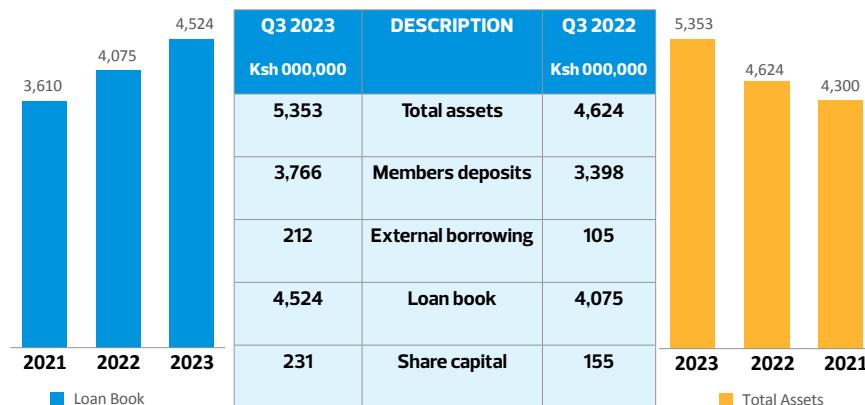 4,524
4,075
3,610
2021 2022 2023
Loan Book
Q3 2023 DESCRIPTION Q3 2022
Ksh 000,000 Ksh 000,000
5,353 Total assets 4,624
3,766 Members deposits 3,398
212 External borrowing 105
4,524 Loan book 4,075
231 Share capital 155
5,353
4,624
4,300
2023 2022 2021
Total Assets